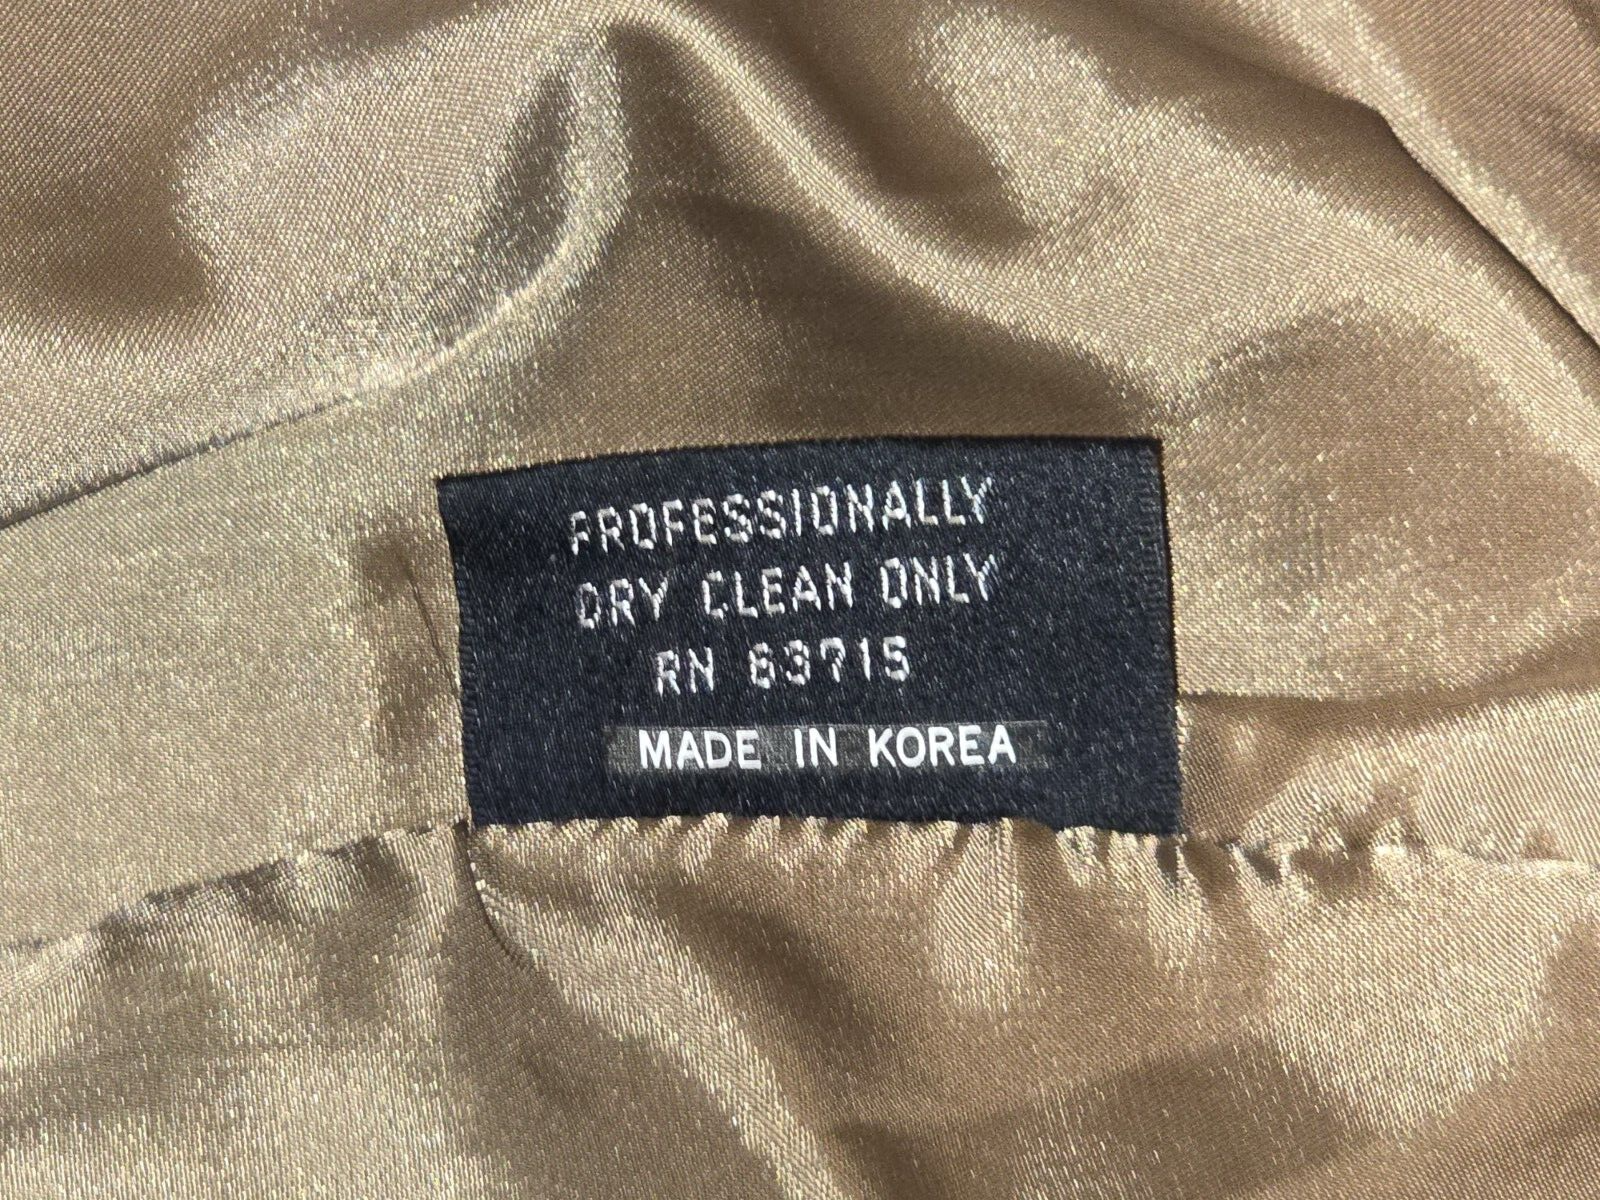 PROFESSIONALLY
DRY CLEAN ONLY
RN 63715
MADE IN KOREA